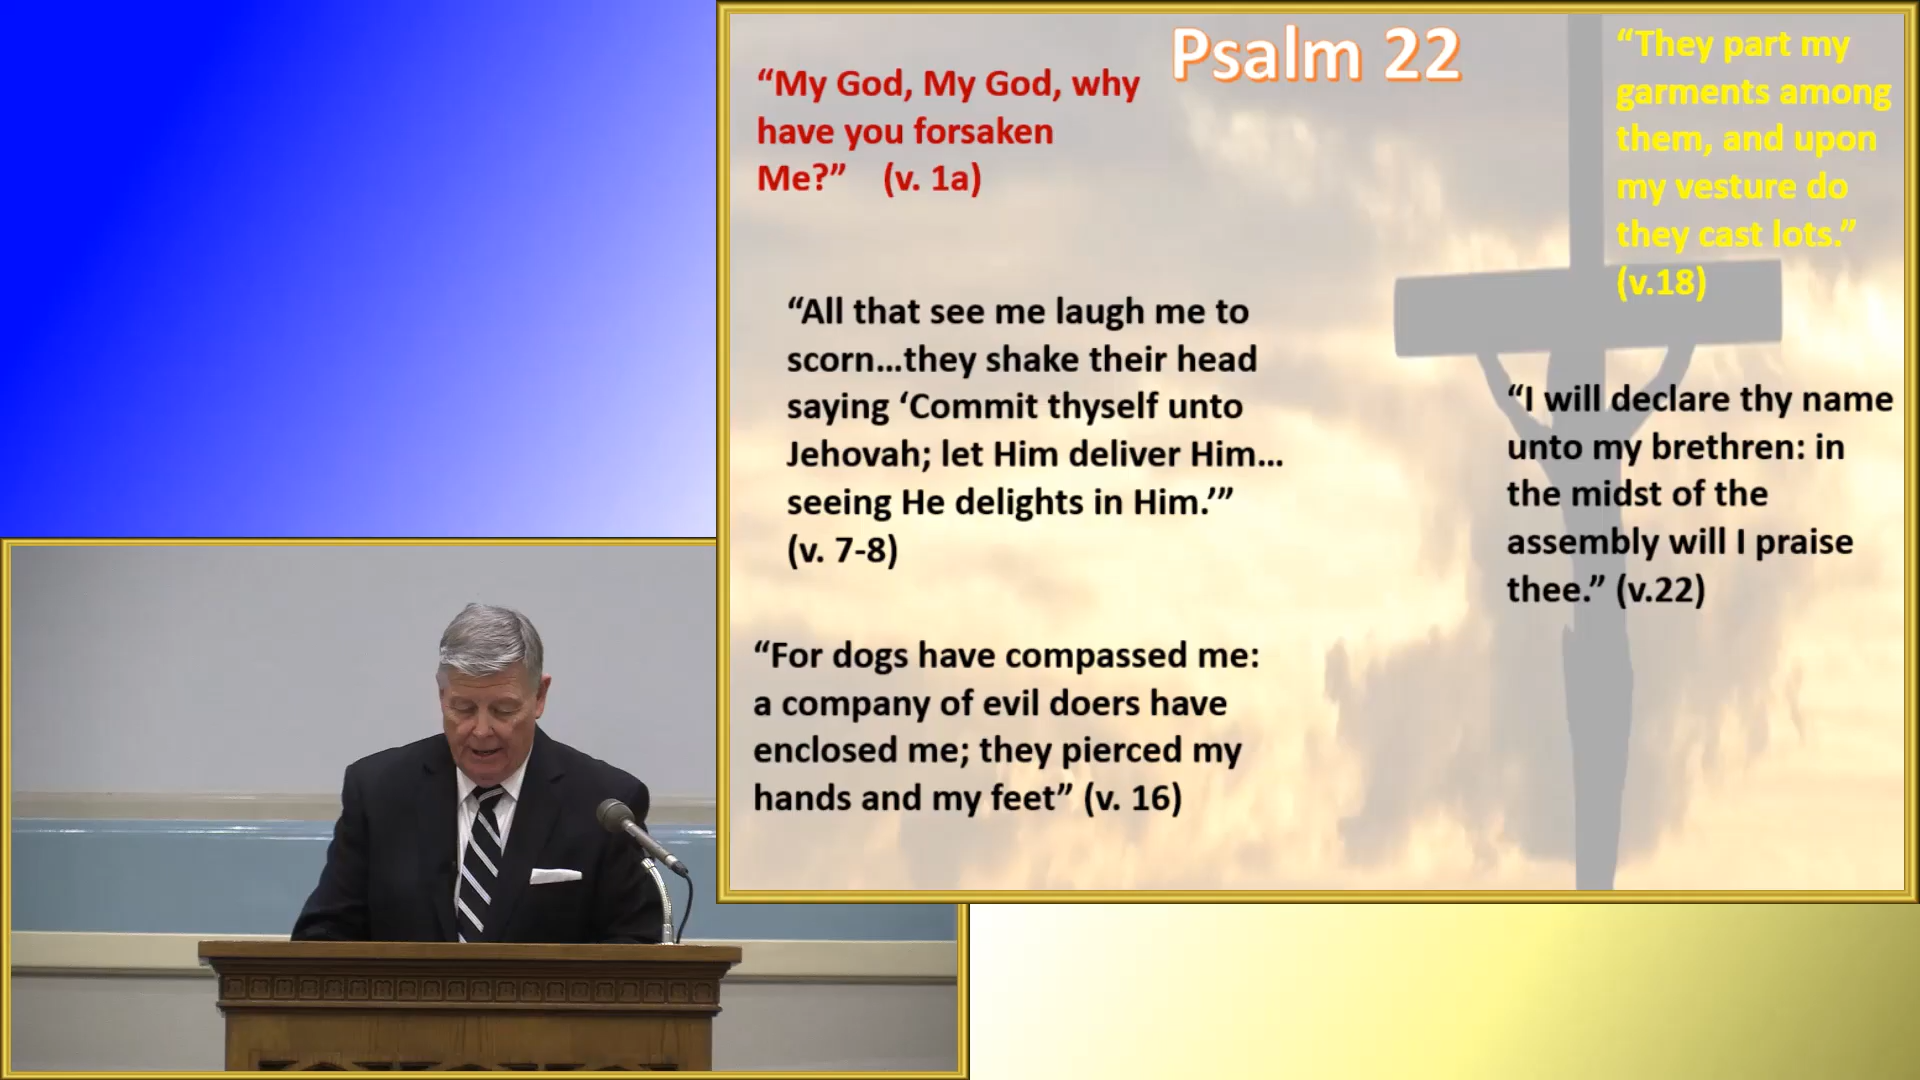 Psalm 22
“My God, My God, why
have you forsaken
Me?” (v. 1a)
“All that see me laugh me to
scorn…they shake their head
saying ‘Commit thyself unto
Jehovah; let Him deliver Him…
seeing He delights in Him.’”
(v. 7-8)
“For dogs have compassed me:
a company of evil doers have
enclosed me; they pierced my
hands and my feet” (v. 16)
“They part my
garments among
them, and upon
my vesture do
they cast lots.”
(v.18)
“I will declare thy name
unto my brethren: in
the midst of the
assembly will I praise
thee.” (v.22)